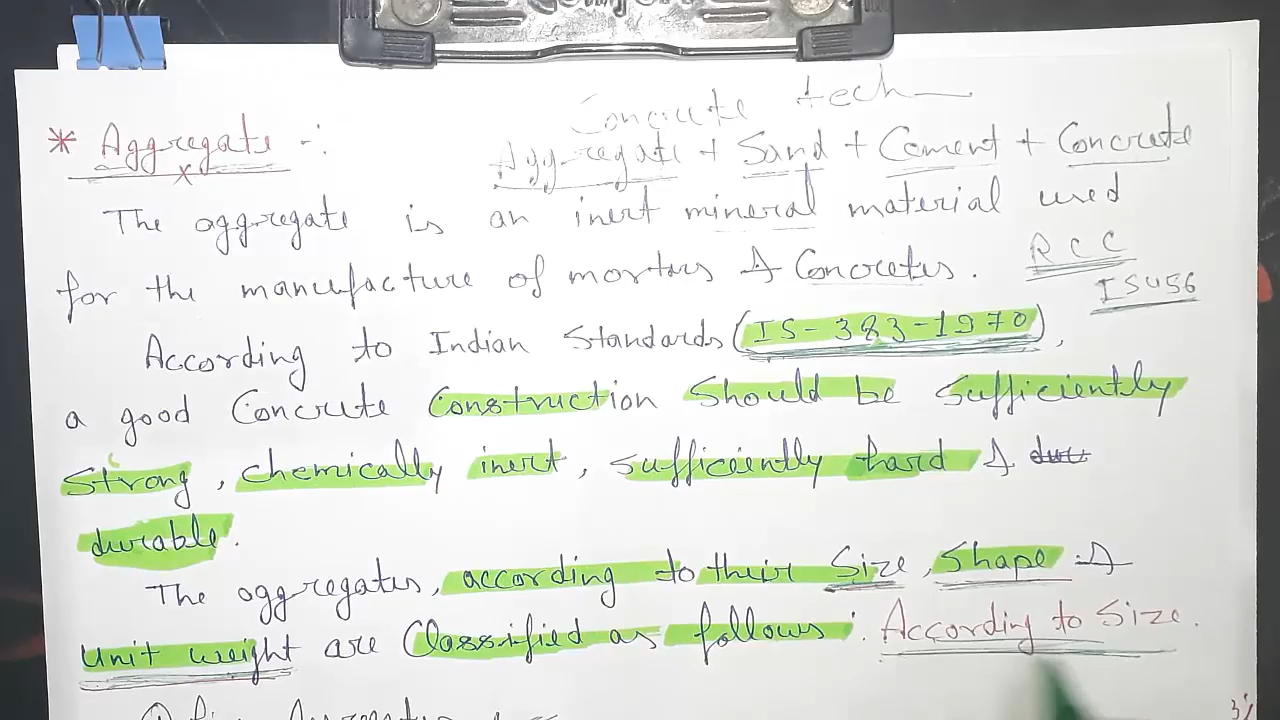 Concrete tech
* Aggregate -:
Aggregate + Sand + Cement + Concrete
The aggregate is an inert mineral material used
for the manufacture of mortars & Concretes. RCC
IS456
According to Indian Standards (IS-383-1970),
a good Concrete Construction Should be Sufficiently
Strong, chemically inert, sufficiently hard &
durable.
The aggregates, according to their Size, Shape &
Unit weight are Classified as follows: According to Size.